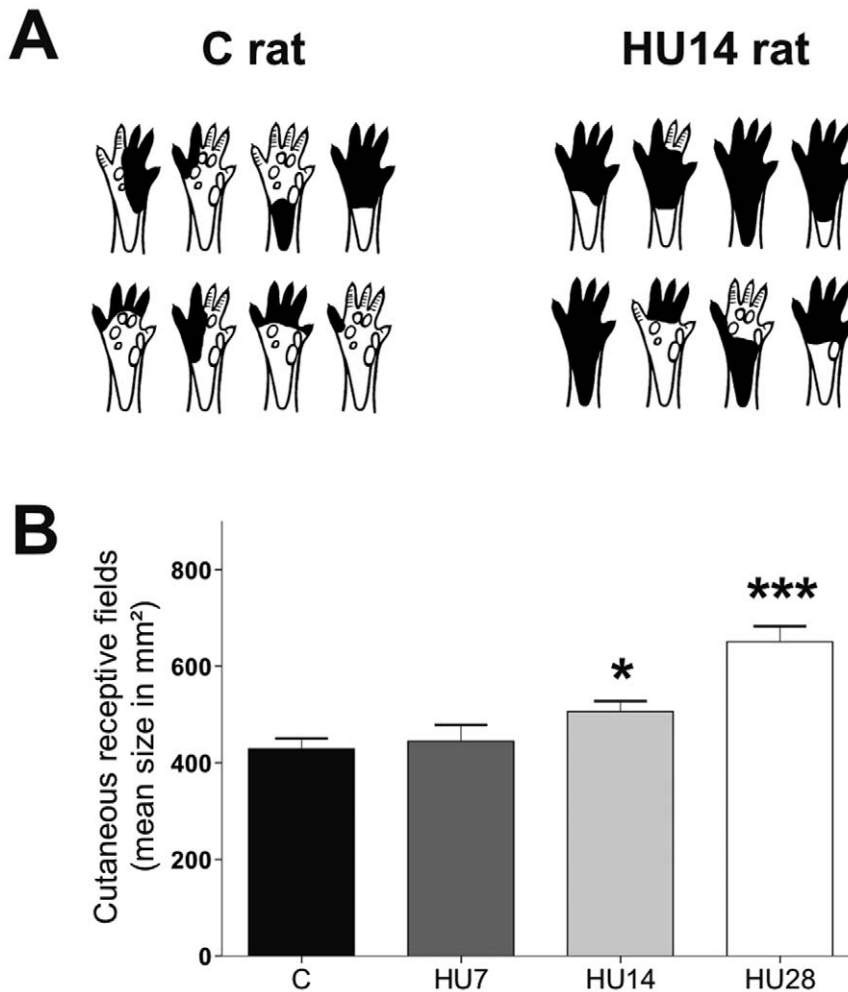 A
C rat
HU14 rat
B
Cutaneous receptive fields
(mean size in mm²)
800
600
400
200
0
*
***
C
HU7
HU14
HU28